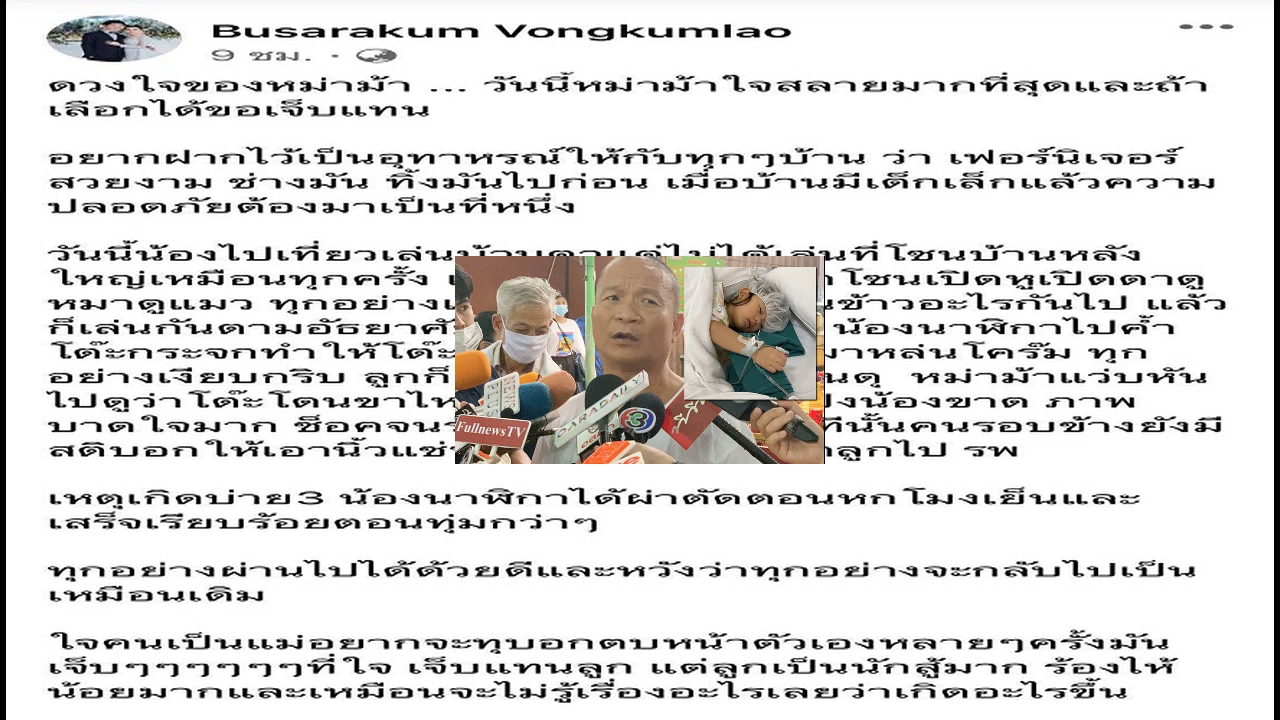 Busarakum Vongkumlao
9 ชม. ·
ดวงใจของหม่าม้า ... วันนี้หม่าม้าใจสลายมากที่สุดและถ้า
เลือกได้ขอเจ็บแทน
อยากฝากไว้เป็นอุทาหรณ์ให้กับทุกๆบ้าน ว่า เฟอร์นิเจอร์
สวยงาม ช่างมัน ทิ้งมันไปก่อน เมื่อบ้านมีเด็กเล็กแล้วความ
ปลอดภัยต้องมาเป็นที่หนึ่ง
วันนี้น้องไปเที่ยวเล่นบ้านตาแต่ไม่ได้เล่นที่โซนบ้านหลัง
ใหญ่เหมือนทุกครั้ง โซนเปิดหูเปิดตาดู
หมาดูแมว ทุกอย่าง ข้าวอะไรกันไป แล้ว
ก็เล่นกันตามอัธยาศั น้องนาฬิกาไปค้ำ
โต๊ะกระจกทำให้โต๊ะ มาหล่นโคร๊ม ทุก
อย่างเงียบกริบ ลูกก็ หม่าม้าแว่บหัน
ไปดูว่าโต๊ะโดนขาไห น้องขาด ภาพ
บาดใจมาก ช็อคจน ทีนั้นคนรอบข้างยังมี
สติบอกให้เอานิ้วแช่ ลูกไป รพ
FullnewsTV
DARADAILY
3
เหตุเกิดบ่าย3 น้องนาฬิกาได้ผ่าตัดตอนหกโมงเย็นและ
เสร็จเรียบร้อยตอนทุ่มกว่าๆ
ทุกอย่างผ่านไปได้ด้วยดีและหวังว่าทุกอย่างจะกลับไปเป็น
เหมือนเดิม
ใจคนเป็นแม่อยากจะทุบอกตบหน้าตัวเองหลายๆครั้งมัน
เจ็บๆๆๆๆๆๆที่ใจ เจ็บแทนลูก แต่ลูกเป็นนักสู้มาก ร้องไห้
น้อยมากและเหมือนจะไม่รู้เรื่องอะไรเลยว่าเกิดอะไรขึ้น